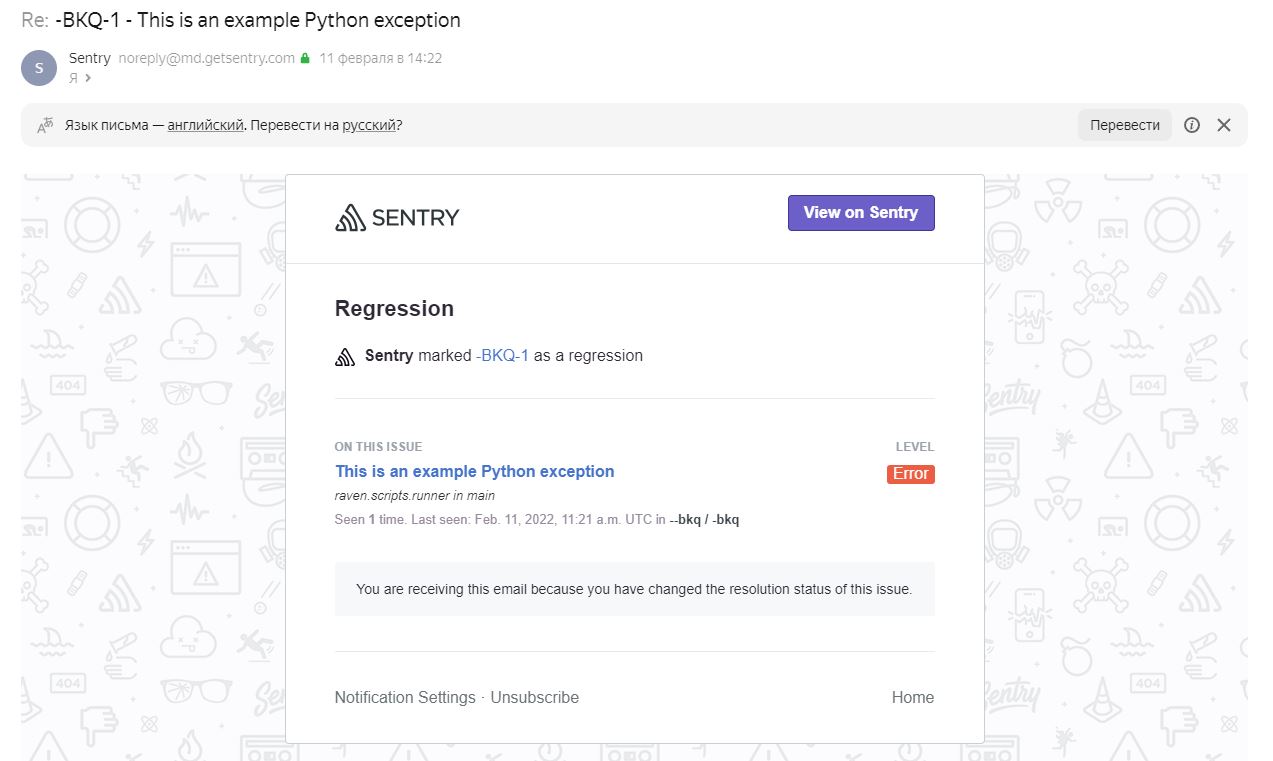 Re: -BKQ-1 - This is an example Python exception
S
Sentry noreply@md.getsentry.com 11 февраля в 14:22
Я
Язык письма — английский. Перевести на русский?
Перевести
SENTRY
View on Sentry
Regression
Sentry marked -BKQ-1 as a regression
ON THIS ISSUE
LEVEL
This is an example Python exception
Error
raven.scripts.runner in main
Seen 1 time. Last seen: Feb. 11, 2022, 11:21 a.m. UTC in --bkq / -bkq
You are receiving this email because you have changed the resolution status of this issue.
Notification Settings · Unsubscribe
Home
404
404
Sentry
404
404
Sentry